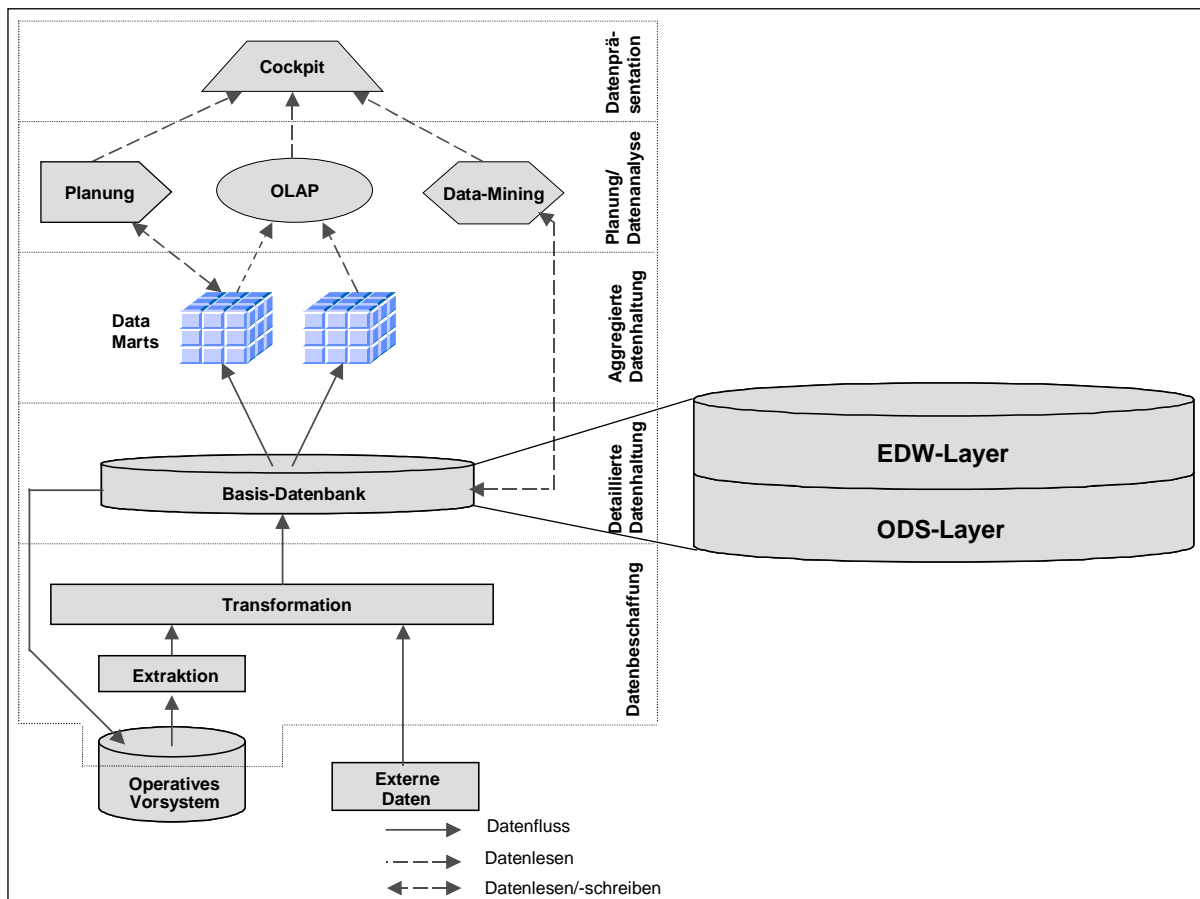 Cockpit
Datenprä-
sentation
Planung
OLAP
Data-Mining
Planung/
Datenanalyse
Data
Marts
Aggregierte
Datenhaltung
Basis-Datenbank
Detaillierte
Datenhaltung
EDW-Layer
ODS-Layer
Transformation
Extraktion
Datenbeschaffung
Operatives
Vorsystem
Externe
Daten
Datenfluss
Datenlesen
Datenlesen/-schreiben